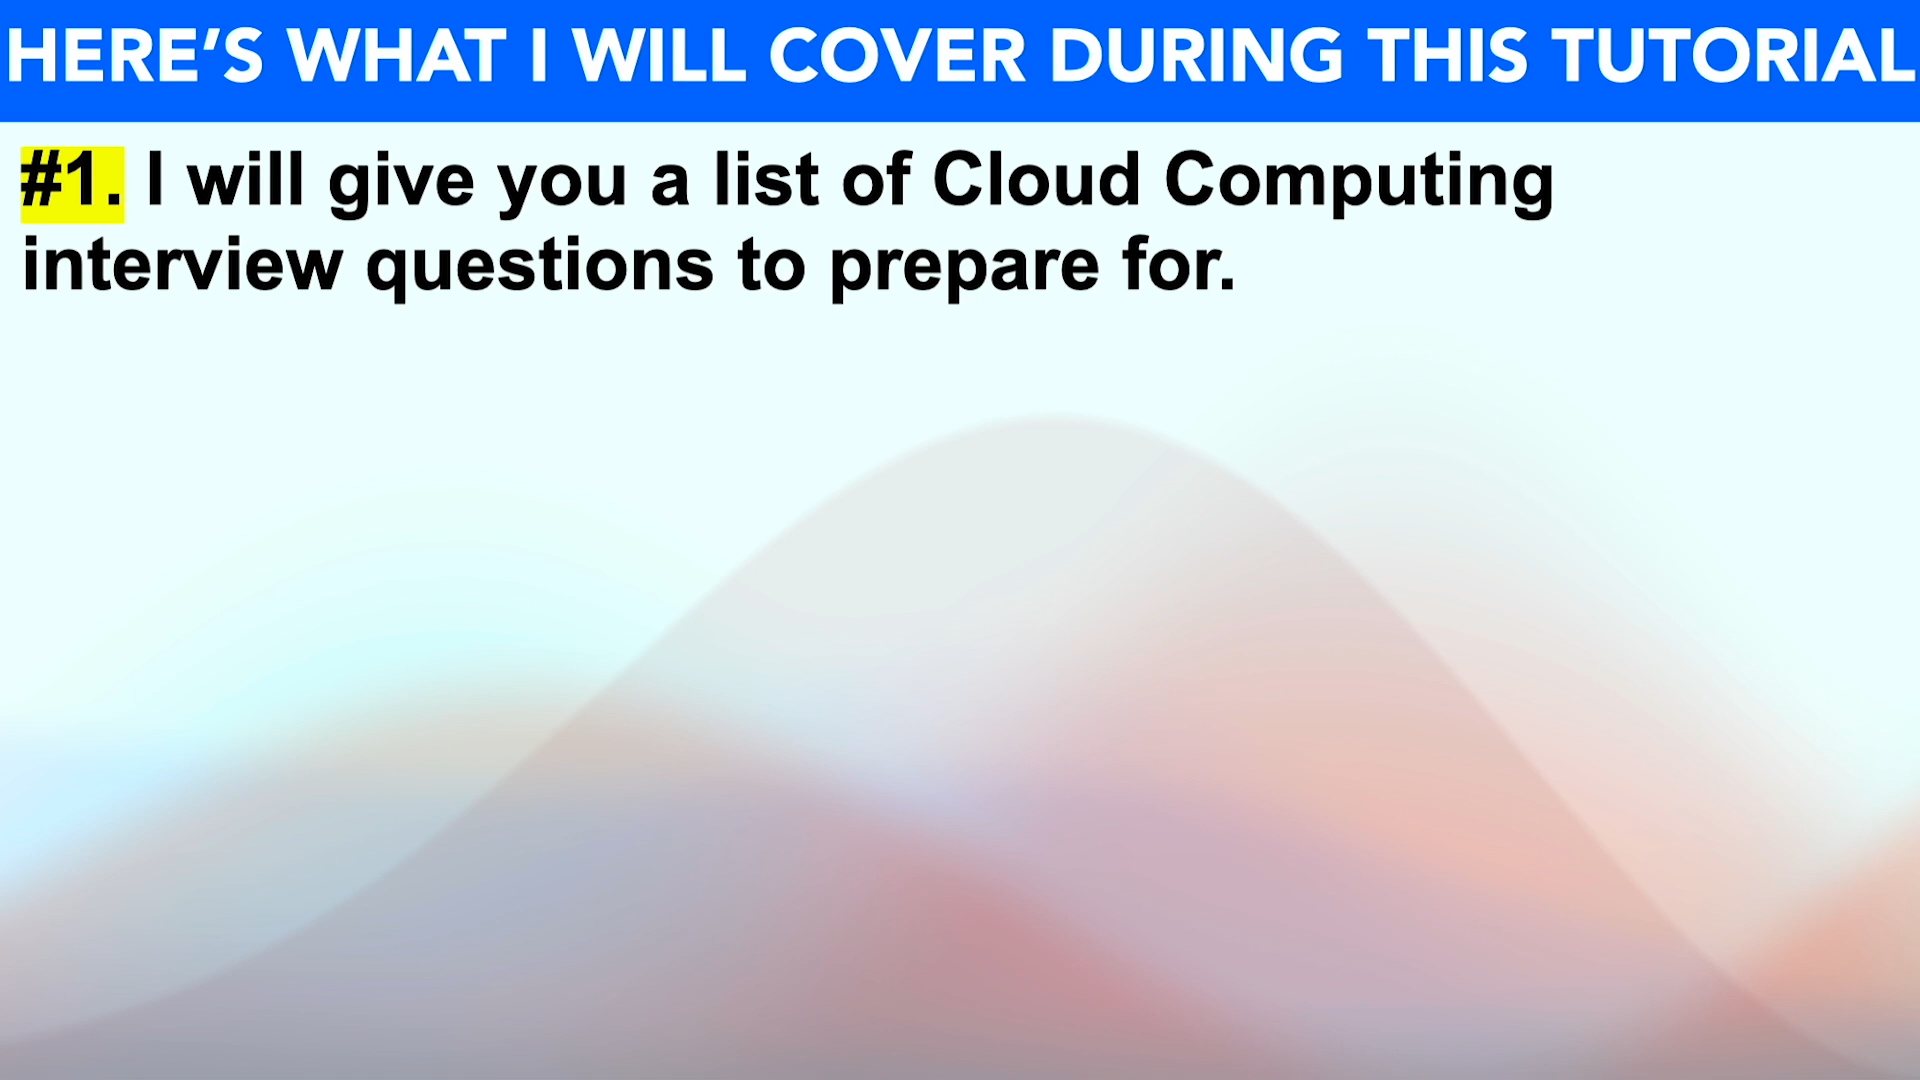 HERE’S WHAT I WILL COVER DURING THIS TUTORIAL
#1. I will give you a list of Cloud Computing
interview questions to prepare for.